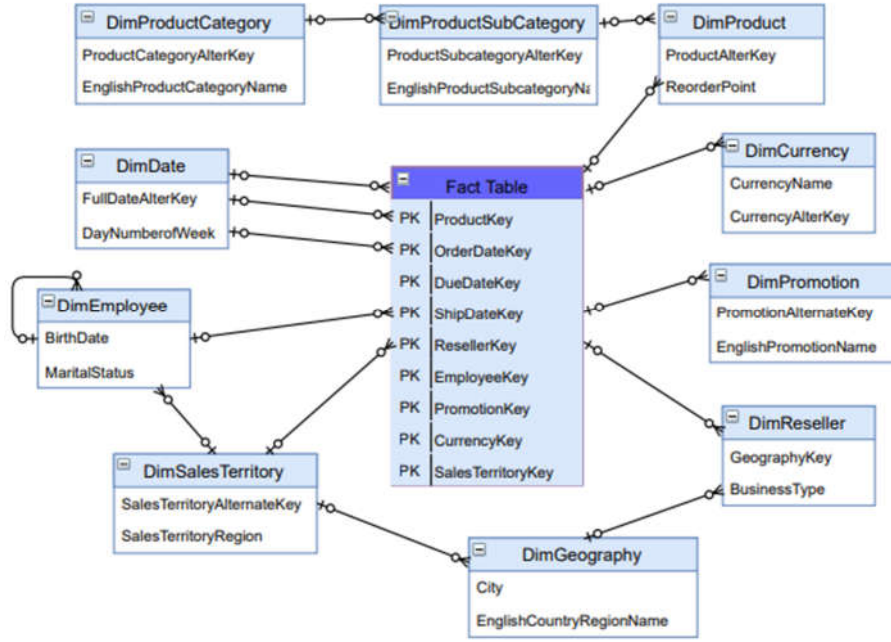 DimProductCategory
ProductCategoryAlterKey
EnglishProductCategoryName
DimProductSubCategory
ProductSubcategoryAlterKey
EnglishProductSubcategoryNa
DimProduct
ProductAlterKey
ReorderPoint
DimDate
FullDateAlterKey
DayNumberofWeek
Fact Table
PK ProductKey
PK OrderDateKey
PK DueDateKey
PK ShipDateKey
PK ResellerKey
PK EmployeeKey
PK PromotionKey
PK CurrencyKey
PK SalesTerritoryKey
DimCurrency
CurrencyName
CurrencyAlterKey
DimEmployee
BirthDate
MaritalStatus
DimPromotion
PromotionAlternateKey
EnglishPromotionName
DimSalesTerritory
SalesTerritoryAlternateKey
SalesTerritoryRegion
DimReseller
GeographyKey
BusinessType
DimGeography
City
EnglishCountryRegionName